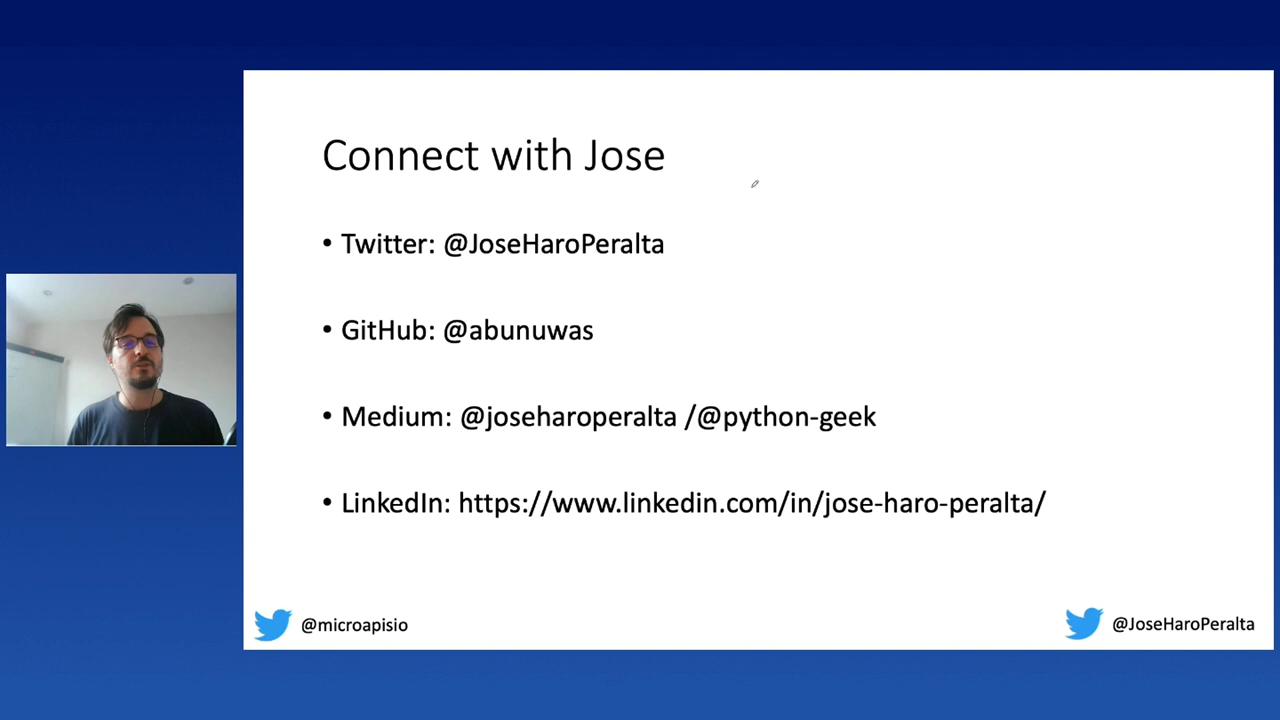 Connect with Jose
• Twitter: @JoseHaroPeralta
• GitHub: @abunuwas
• Medium: @joseharoperalta /@python-geek
• LinkedIn: https://www.linkedin.com/in/jose-haro-peralta/
@microapisio
@JoseHaroPeralta